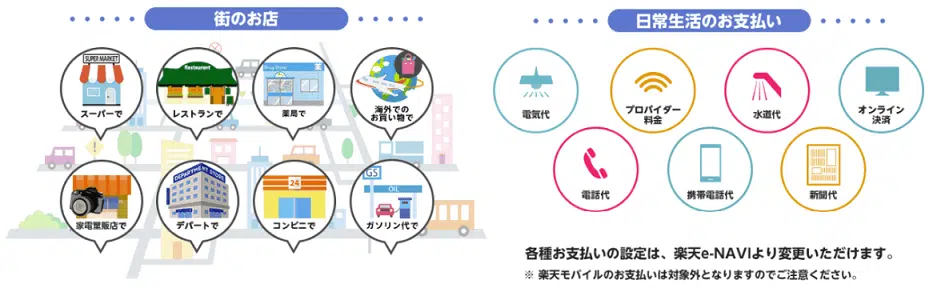 街のお店
SUPER MARKET
スーパーで
Restaurant
レストランで
Drug Store
薬
薬局で
海外での
お買い物で
家電量販店で
DEPARTMENT STORE
デパートで
24
コンビニで
GS
OIL
ガソリン代で
日常生活のお支払い
電気代
プロバイダー
料金
水道代
オンライン
決済
電話代
携帯電話代
新聞代
各種お支払いの設定は、楽天e-NAVIより変更いただけます。
※ 楽天モバイルのお支払いは対象外となりますのでご注意ください。